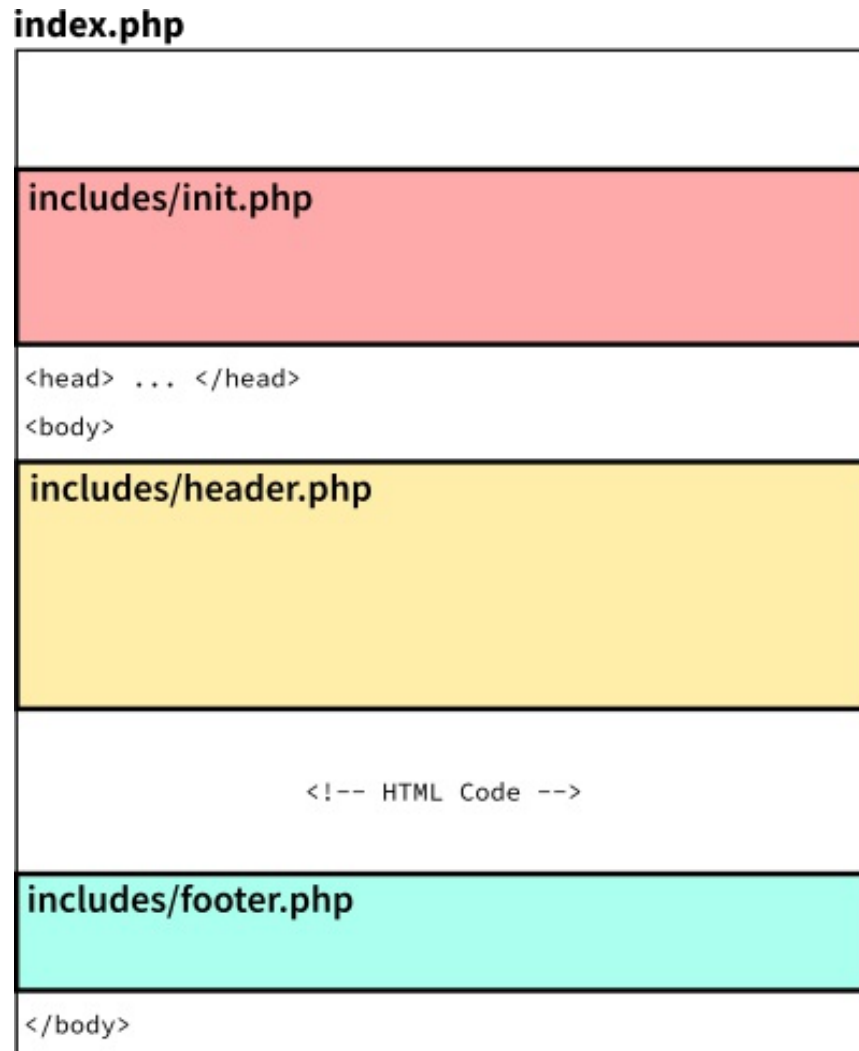 index.php
includes/init.php
<head> ... </head>
<body>
includes/header.php
<!-- HTML Code -->
includes/footer.php
</body>